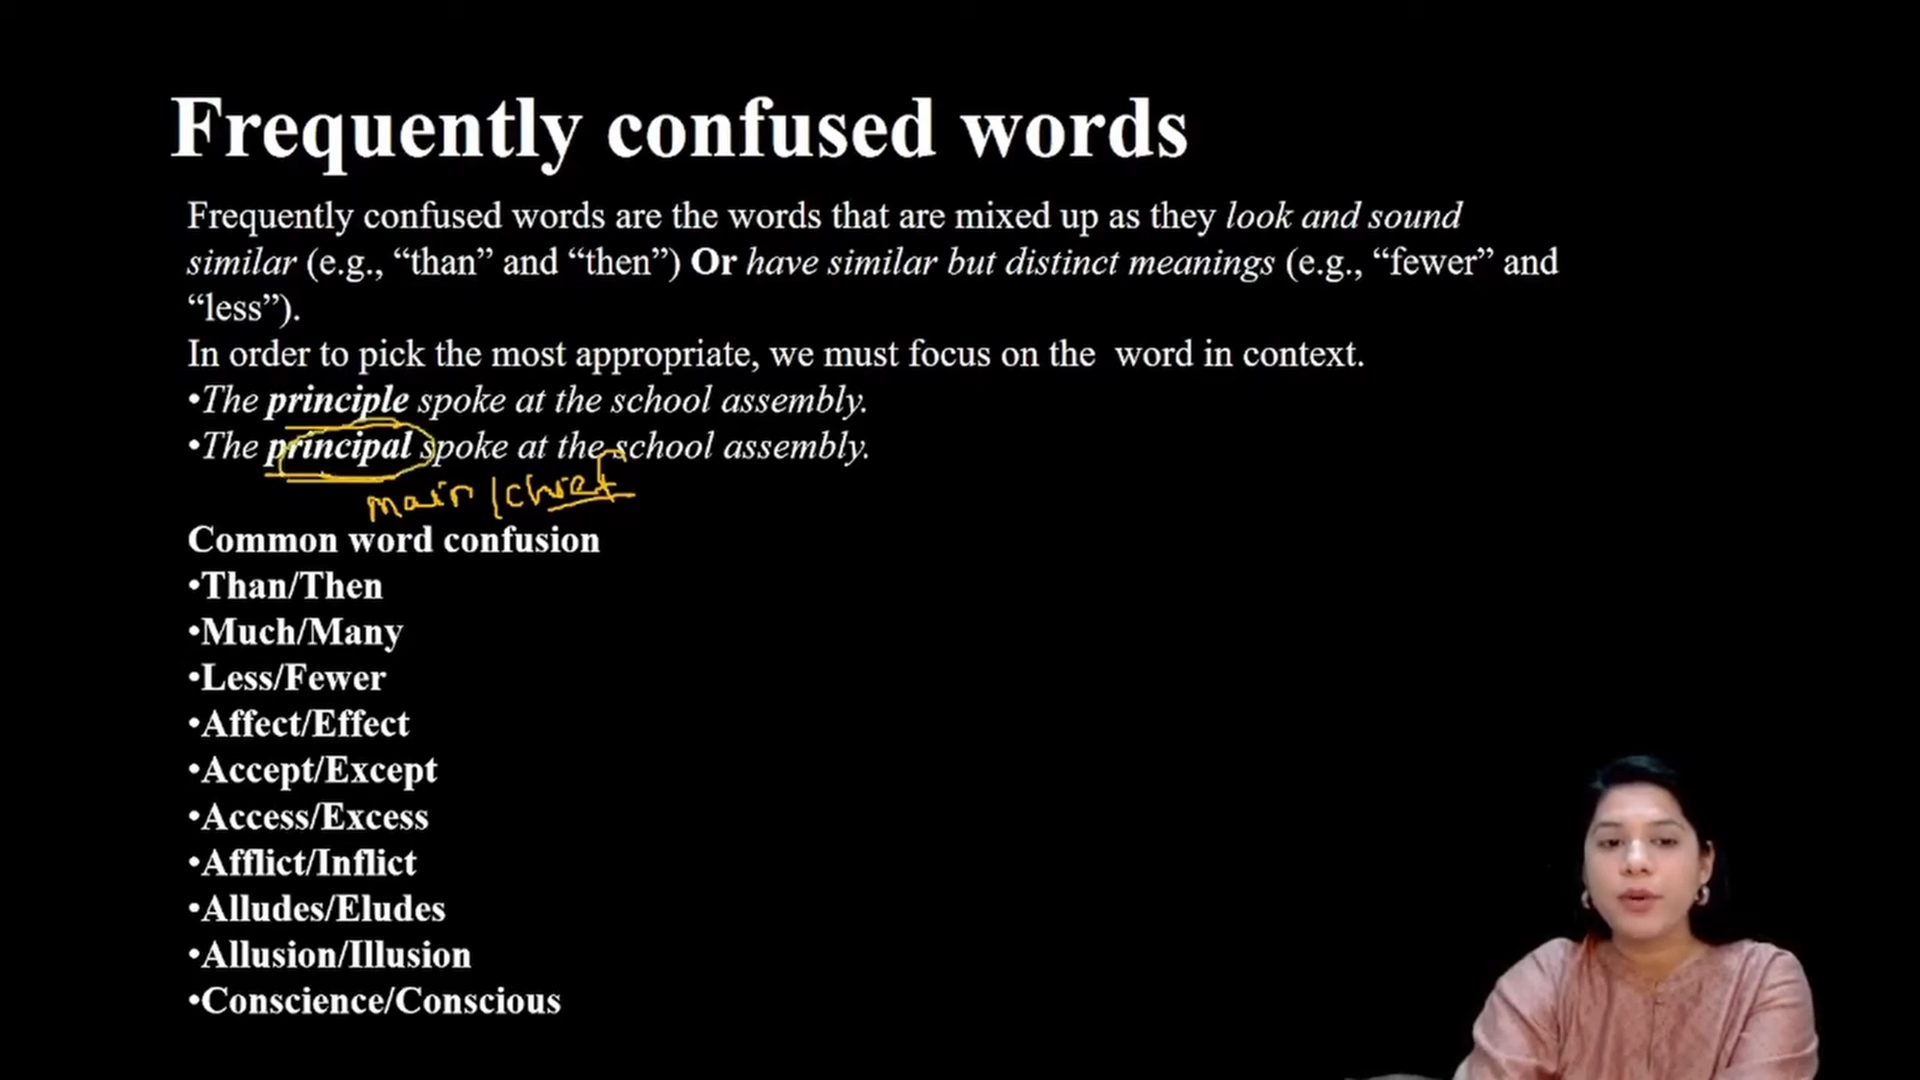 Frequently confused words
Frequently confused words are the words that are mixed up as they look and sound
similar (e.g., “than” and “then”) Or have similar but distinct meanings (e.g., “fewer” and
“less”).
In order to pick the most appropriate, we must focus on the word in context.
•The principle spoke at the school assembly.
•The principal spoke at the school assembly.
main /chief
Common word confusion
•Than/Then
•Much/Many
•Less/Fewer
•Affect/Effect
•Accept/Except
•Access/Excess
•Afflict/Inflict
•Alludes/Eludes
•Allusion/Illusion
•Conscience/Conscious